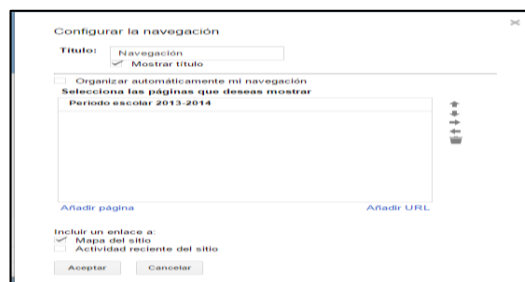 Configurar la navegación
Título: Navegación
Mostrar título
Organizar automáticamente mi navegación
Selecciona las páginas que deseas mostrar
Periodo escolar 2013-2014
Añadir página Añadir URL
Incluir un enlace a:
Mapa del sitio
Actividad reciente del sitio
Aceptar Cancelar